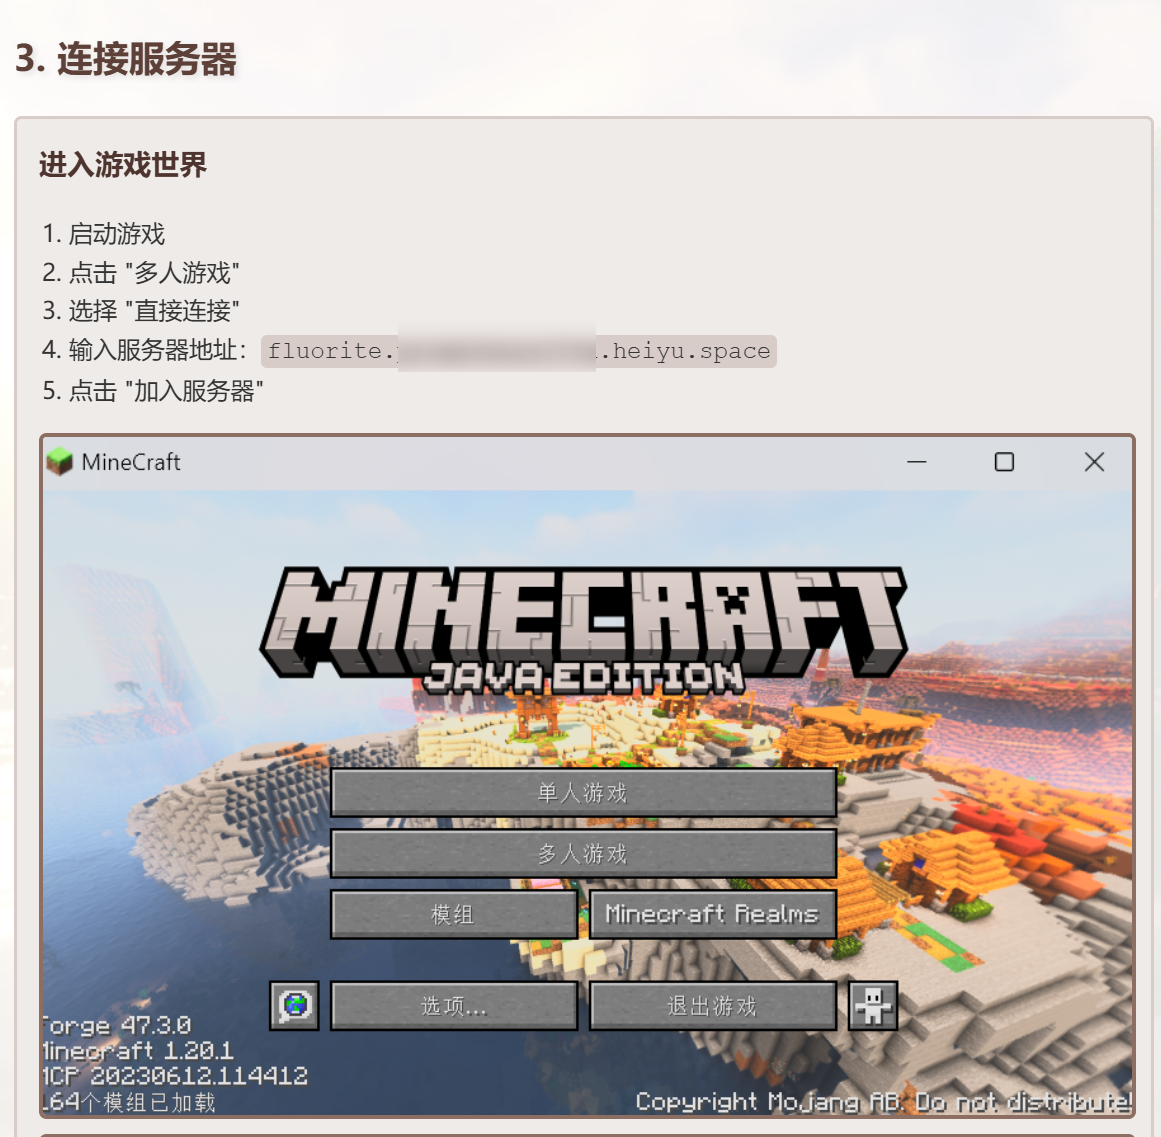 3. 连接服务器
进入游戏世界
1. 启动游戏
2. 点击 "多人游戏"
3. 选择 "直接连接"
4. 输入服务器地址： fluorite. .heiyu.space
5. 点击 "加入服务器"
MineCraft
MINECRAFT
JAVA EDITION
单人游戏
多人游戏
模组
Minecraft Realms
选项...
退出游戏
Forge 47.3.0
Minecraft 1.20.1
MCP 20230612.114412
164个模组已加载
Copyright Mojang AB. Do not distribute!